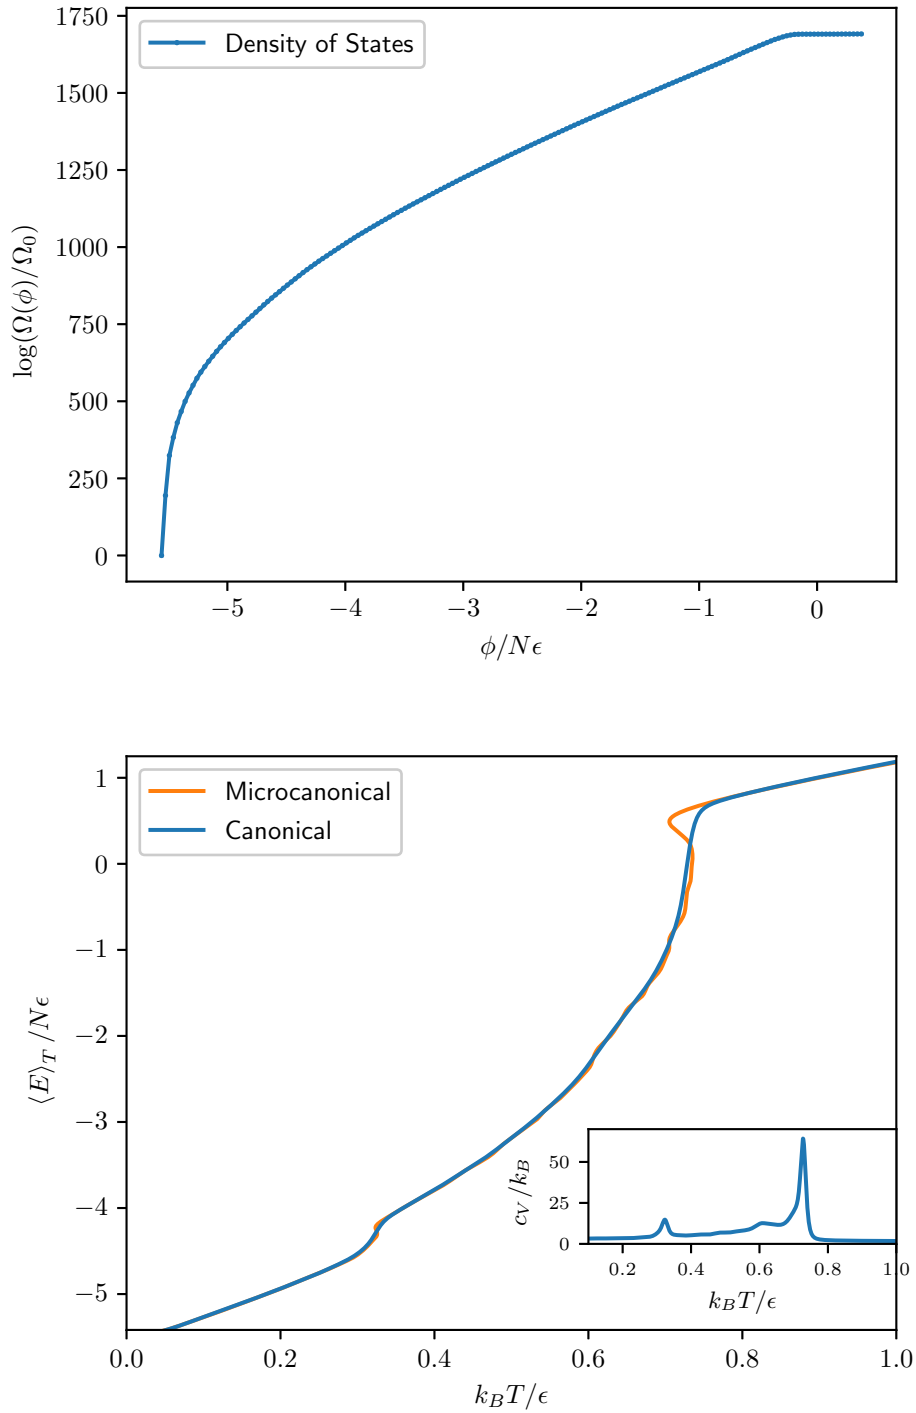 1750
1500
1250
1000
750
500
250
0
log(Ω(ϕ)/Ω₀)
Density of States
−5 −4 −3 −2 −1 0
ϕ/Nϵ
1
0
−1
−2
−3
−4
−5
⟨E⟩_T/Nϵ
Microcanonical
Canonical
50
25
0
c_V/k_B
0.2 0.4 0.6 0.8 1.0
k_BT/ϵ
0.0 0.2 0.4 0.6 0.8 1.0
k_BT/ϵ